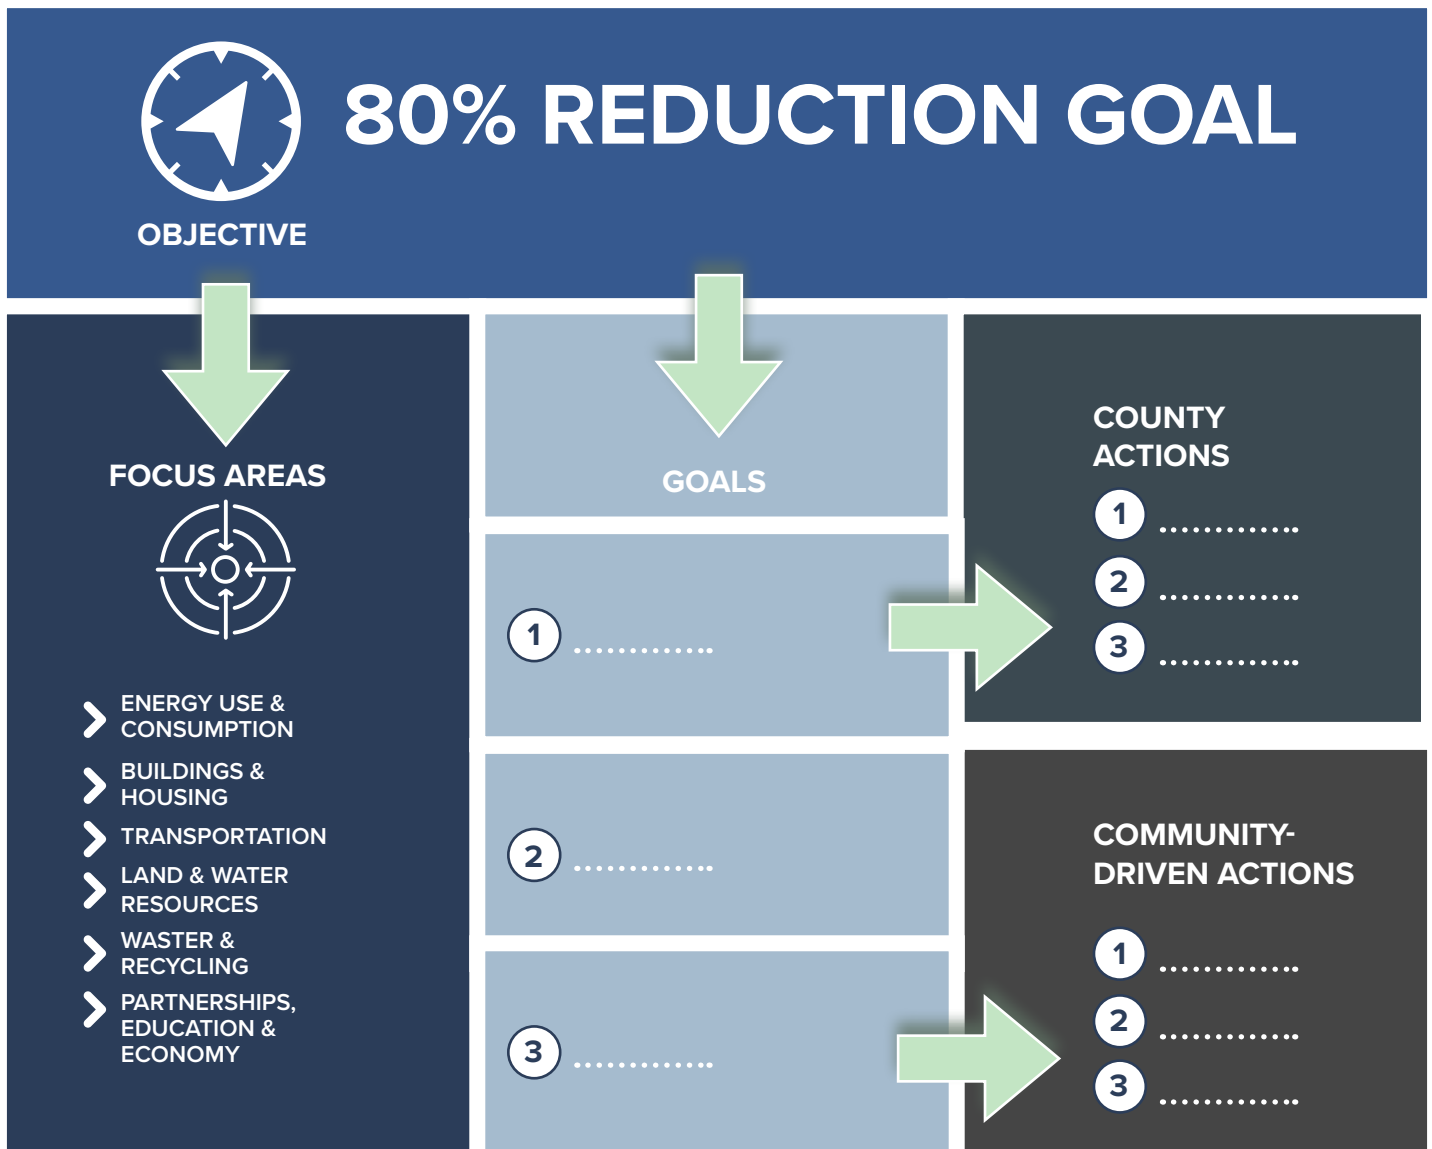 80% REDUCTION GOAL
OBJECTIVE
FOCUS AREAS
ENERGY USE &
CONSUMPTION
BUILDINGS &
HOUSING
TRANSPORTATION
LAND & WATER
RESOURCES
WASTER &
RECYCLING
PARTNERSHIPS,
EDUCATION &
ECONOMY
GOALS
1 .............
2 .............
3 .............
COUNTY
ACTIONS
1 .............
2 .............
3 .............
COMMUNITY-
DRIVEN ACTIONS
1 .............
2 .............
3 .............